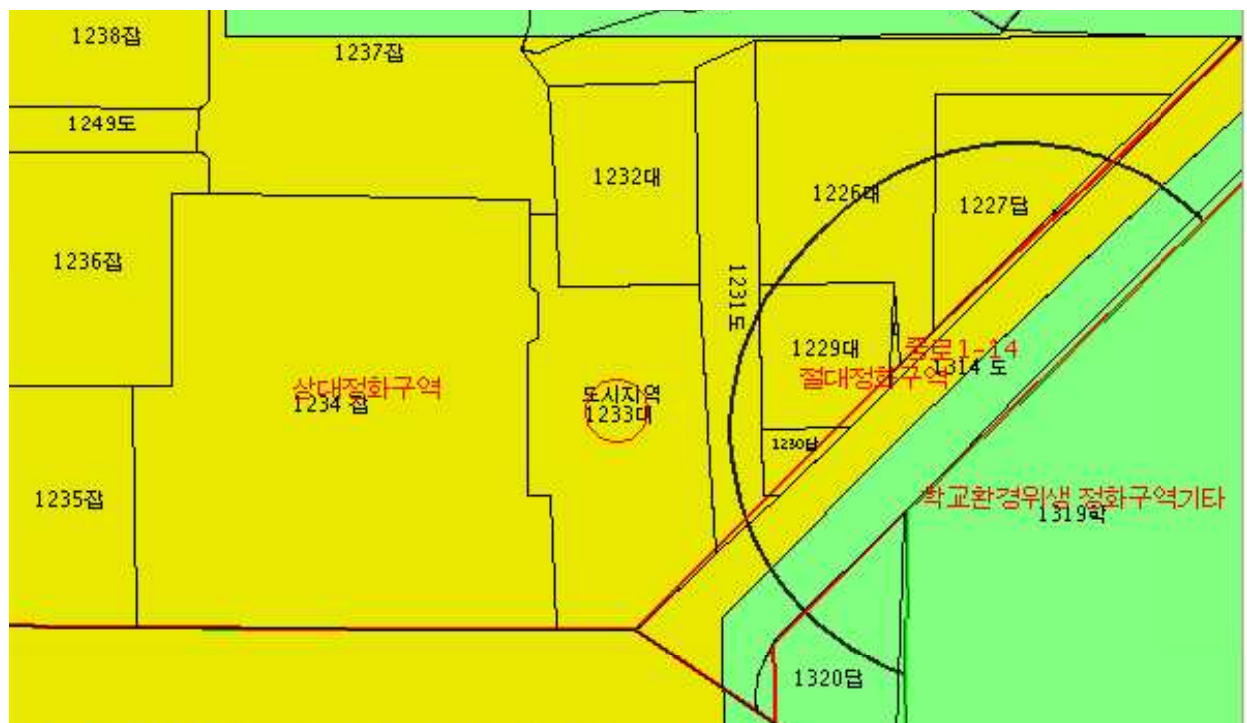 1238잡
1237잡
1249도
1232대
1226대
1227답
1236잡
1231도
1229대
중로1-14
1314 도
절대정화구역
상대정화구역
1234 잡
도시지역
1233대
1230답
1235잡
학교환경위생 정화구역기타
1319학
1320답